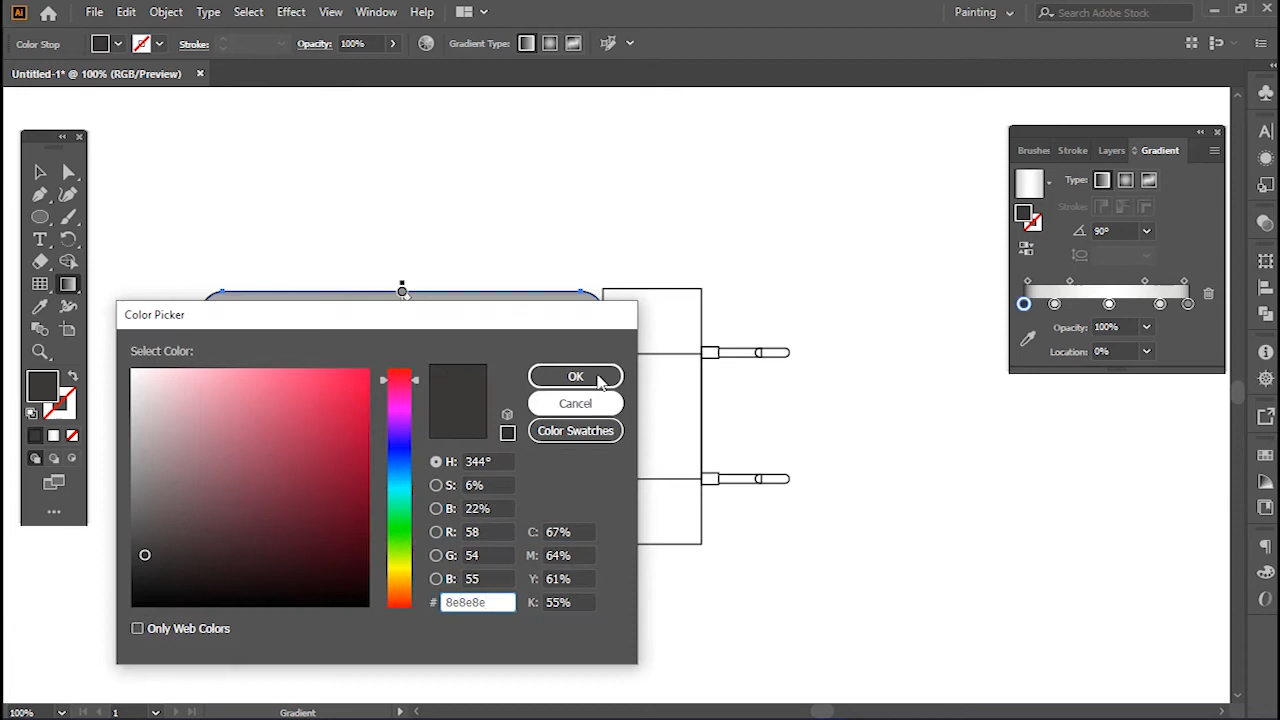 Ai File Edit Object Type Select Effect View Window Help Painting Search Adobe Stock
Color Stop Stroke: Opacity: 100% Gradient Type:
Untitled-1* @ 100% (RGB/Preview) ×
Brushes Stroke Layers Gradient
Type:
Stroke:
90°
Opacity: 100%
Location: 0%
Color Picker
Select Color:
OK
Cancel
Color Swatches
H: 344°
S: 6%
B: 22%
R: 58 C: 67%
G: 54 M: 64%
B: 55 Y: 61%
# 8e8e8e K: 55%
Only Web Colors
100% 1 Gradient